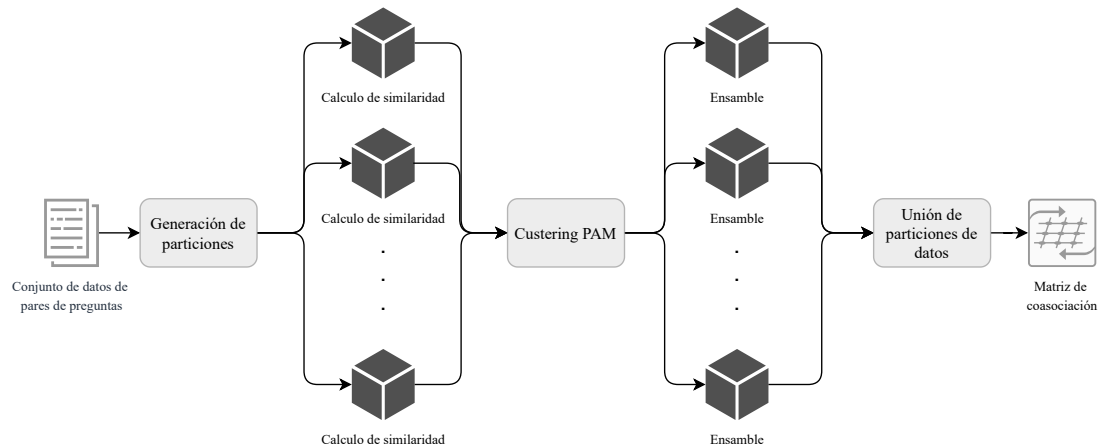 Conjunto de datos de
pares de preguntas
Generación de
particiones
Calculo de similaridad
Calculo de similaridad
Calculo de similaridad
Custering PAM
Ensamble
Ensamble
Ensamble
Unión de
particiones de
datos
Matriz de
coasociación